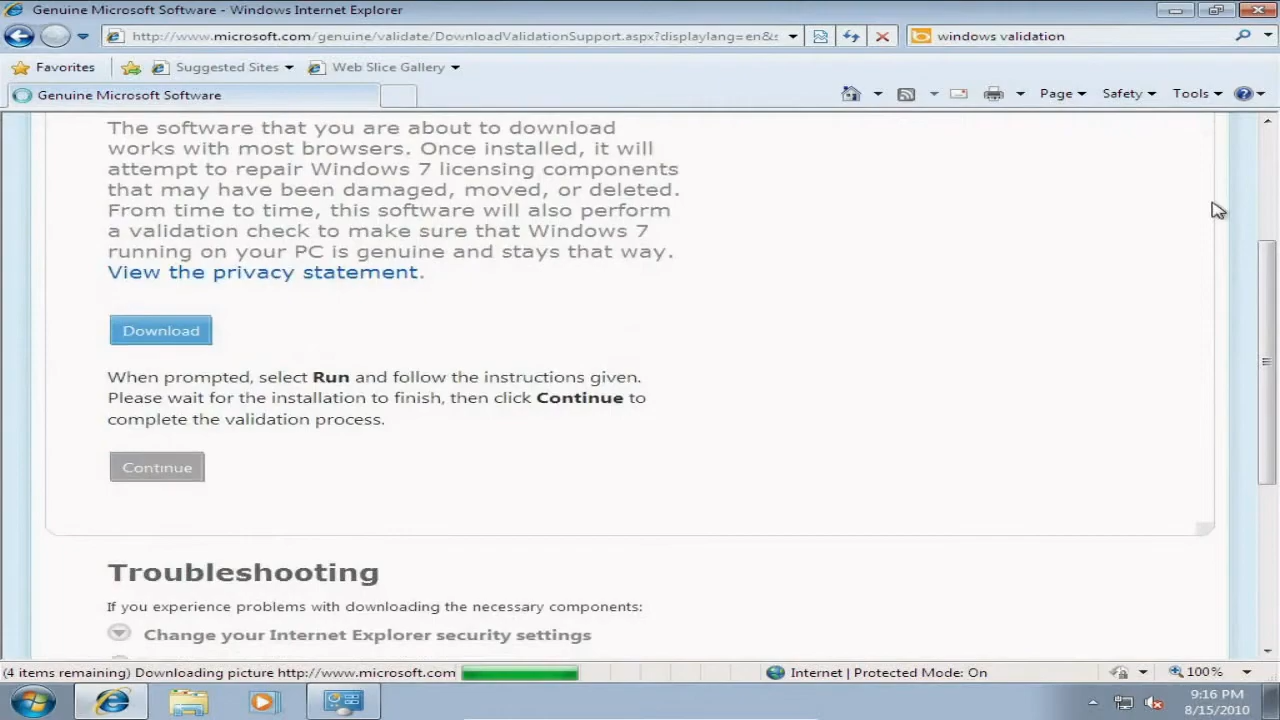 Genuine Microsoft Software - Windows Internet Explorer
http://www.microsoft.com/genuine/validate/DownloadValidationSupport.aspx?displaylang=en&
windows validation
Favorites Suggested Sites Web Slice Gallery
Genuine Microsoft Software
Page Safety Tools
The software that you are about to download
works with most browsers. Once installed, it will
attempt to repair Windows 7 licensing components
that may have been damaged, moved, or deleted.
From time to time, this software will also perform
a validation check to make sure that Windows 7
running on your PC is genuine and stays that way.
View the privacy statement.
Download
When prompted, select Run and follow the instructions given.
Please wait for the installation to finish, then click Continue to
complete the validation process.
Continue
Troubleshooting
If you experience problems with downloading the necessary components:
Change your Internet Explorer security settings
(4 items remaining) Downloading picture http://www.microsoft.com
Internet | Protected Mode: On
100%
9:16 PM
8/15/2010